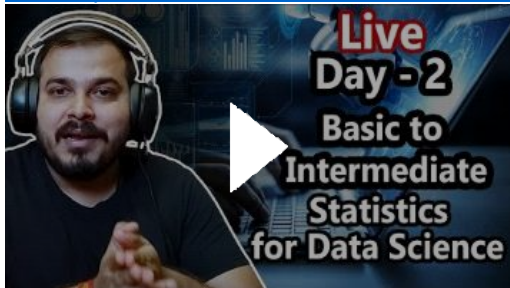 Live
Day - 2
Basic to
Intermediate
Statistics
for Data Science